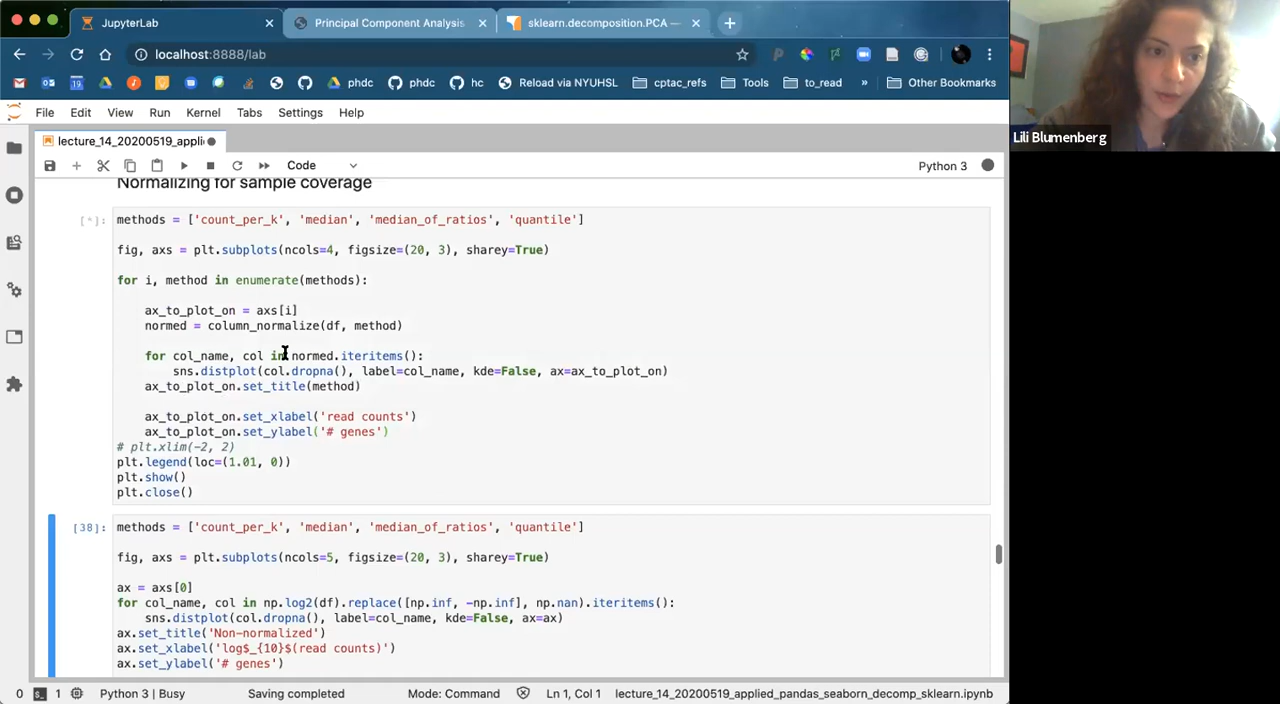 JupyterLab
Principal Component Analysis
sklearn.decomposition.PCA —
localhost:8888/lab
phdc
phdc
hc
Reload via NYUHSL
cptac_refs
Tools
to_read
»
Other Bookmarks
Lili Blumenberg
File Edit View Run Kernel Tabs Settings Help
lecture_14_20200519_appli
Code
Python 3
Normalizing for sample coverage
[*]:
methods = ['count_per_k', 'median', 'median_of_ratios', 'quantile']
fig, axs = plt.subplots(ncols=4, figsize=(20, 3), sharey=True)
for i, method in enumerate(methods):
ax_to_plot_on = axs[i]
normed = column_normalize(df, method)
for col_name, col in normed.iteritems():
sns.distplot(col.dropna(), label=col_name, kde=False, ax=ax_to_plot_on)
ax_to_plot_on.set_title(method)
ax_to_plot_on.set_xlabel('read counts')
ax_to_plot_on.set_ylabel('# genes')
# plt.xlim(-2, 2)
plt.legend(loc=(1.01, 0))
plt.show()
plt.close()
[38]:
methods = ['count_per_k', 'median', 'median_of_ratios', 'quantile']
fig, axs = plt.subplots(ncols=5, figsize=(20, 3), sharey=True)
ax = axs[0]
for col_name, col in np.log2(df).replace([np.inf, -np.inf], np.nan).iteritems():
sns.distplot(col.dropna(), label=col_name, kde=False, ax=ax)
ax.set_title('Non-normalized')
ax.set_xlabel('log$_{10}$(read counts)')
ax.set_ylabel('# genes')
0 1 Python 3 | Busy Saving completed Mode: Command Ln 1, Col 1 lecture_14_20200519_applied_pandas_seaborn_decomp_sklearn.ipynb